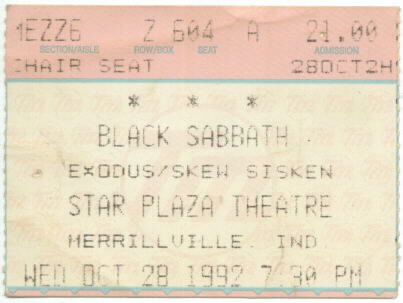 MEZZ6 Z 604 A 21.00
SECTION/AISLE ROW/BOX SEAT ADMISSION
CHAIR SEAT 28OCT2H
* * *
BLACK SABBATH
EXODUS/SKEW SISKEN
STAR PLAZA THEATRE
MERRILLVILLE, IND
WED OCT 28 1992 7:30 PM